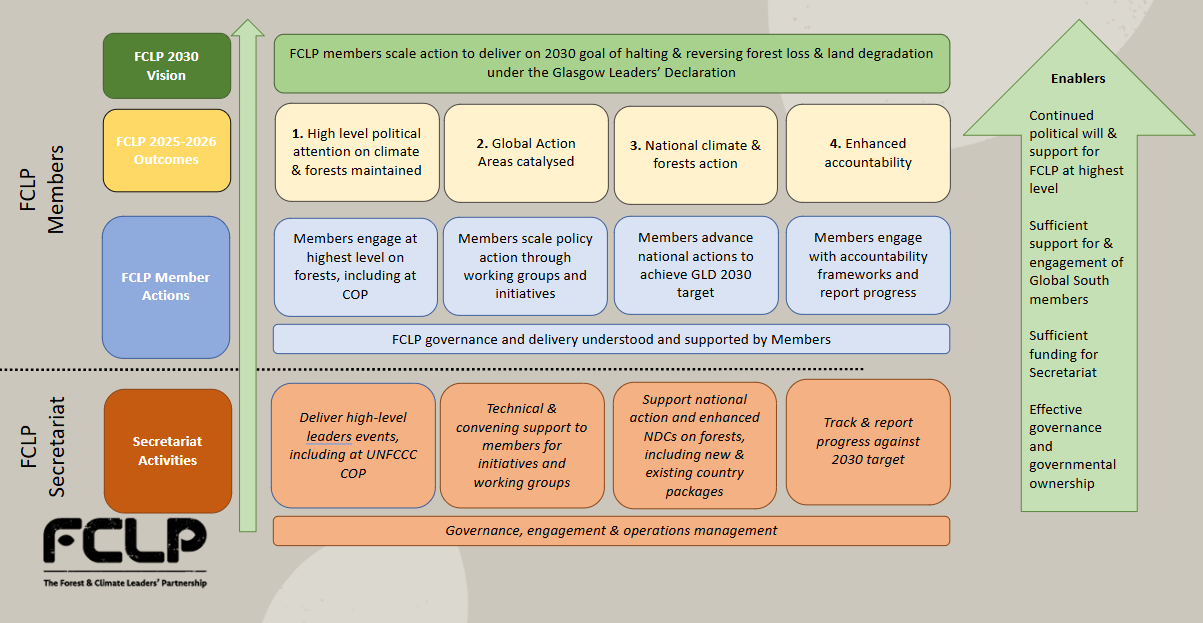 FCLP 2030
Vision
FCLP members scale action to deliver on 2030 goal of halting & reversing forest loss & land degradation
under the Glasgow Leaders’ Declaration
FCLP
Members
FCLP 2025-2026
Outcomes
1. High level political
attention on climate
& forests maintained
2. Global Action
Areas catalysed
3. National climate &
forests action
4. Enhanced
accountability
FCLP Member
Actions
Members engage at
highest level on
forests, including at
COP
Members scale policy
action through
working groups and
initiatives
Members advance
national actions to
achieve GLD 2030
target
Members engage
with accountability
frameworks and
report progress
FCLP governance and delivery understood and supported by Members
FCLP
Secretariat
Secretariat
Activities
Deliver high-level
leaders events,
including at UNFCCC
COP
Technical &
convening support to
members for
initiatives and
working groups
Support national
action and enhanced
NDCs on forests,
including new &
existing country
packages
Track & report
progress against
2030 target
Governance, engagement & operations management
Enablers
Continued
political will &
support for
FCLP at highest
level
Sufficient
support for &
engagement of
Global South
members
Sufficient
funding for
Secretariat
Effective
governance
and
governmental
ownership
FCLP
The Forest & Climate Leaders’ Partnership